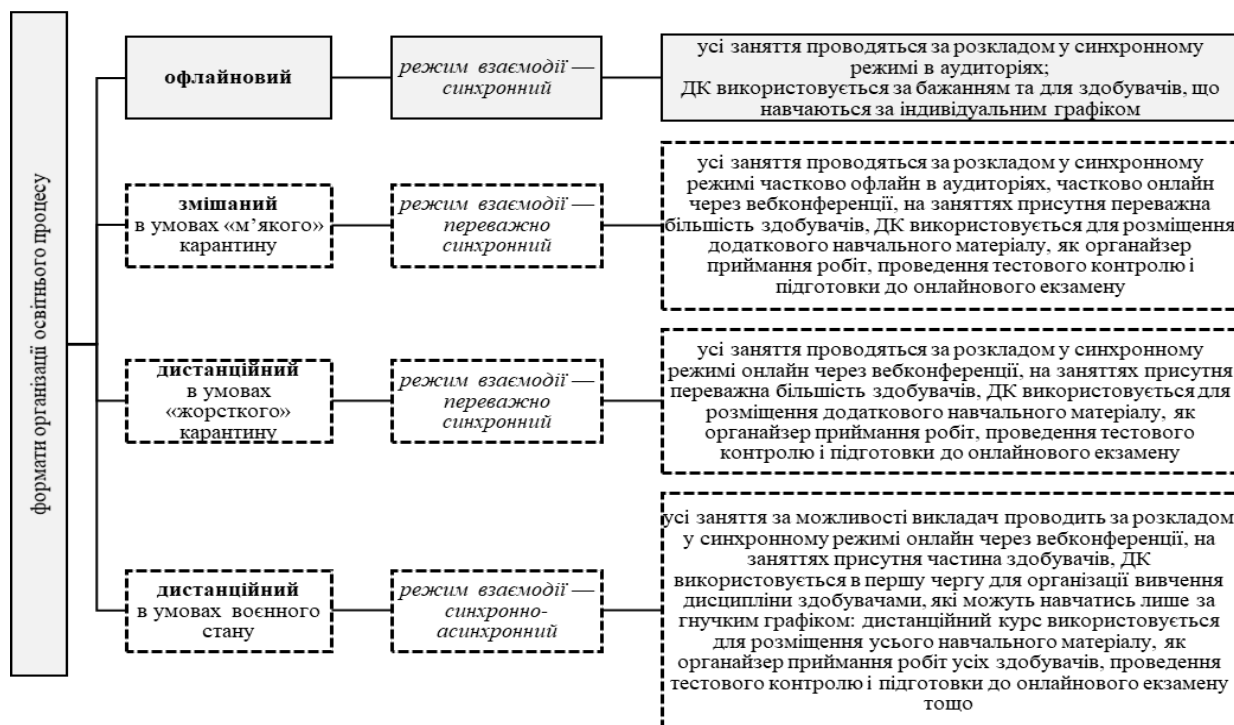 формати організації освітнього процесу
офлайновий
режим взаємодії —
синхронний
усі заняття проводяться за розкладом у синхронному
режимі в аудиторіях;
ДК використовується за бажанням та для здобувачів, що
навчаються за індивідуальним графіком
змішаний
в умовах «м’якого»
карантину
режим взаємодії —
переважно
синхронний
усі заняття проводяться за розкладом у синхронному
режимі частково офлайн в аудиторіях, частково онлайн
через вебконференції, на заняттях присутня переважна
більшість здобувачів, ДК використовується для розміщення
додаткового навчального матеріалу, як органайзер
приймання робіт, проведення тестового контролю і
підготовки до онлайнового екзамену
дистанційний
в умовах
«жорсткого»
карантину
режим взаємодії —
переважно
синхронний
усі заняття проводяться за розкладом у синхронному
режимі онлайн через вебконференції, на заняттях присутня
переважна більшість здобувачів, ДК використовується для
розміщення додаткового навчального матеріалу, як
органайзер приймання робіт, проведення тестового
контролю і підготовки до онлайнового екзамену
дистанційний
в умовах воєнного
стану
режим взаємодії —
синхронно-
асинхронний
усі заняття за можливості викладач проводить за розкладом
у синхронному режимі онлайн через вебконференції, на
заняттях присутня частина здобувачів, ДК
використовується в першу чергу для організації вивчення
дисципліни здобувачами, які можуть навчатись лише за
гнучким графіком: дистанційний курс використовується
для розміщення усього навчального матеріалу, як
органайзер приймання робіт усіх здобувачів, проведення
тестового контролю і підготовки до онлайнового екзамену
тощо